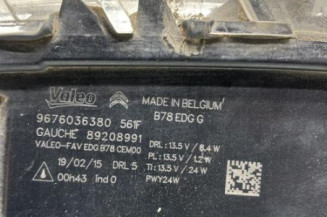 Valeo MADE IN BELGIUM
9676036380 561F B78 EDG G
GAUCHE 89208991
VALEO-FAV EDG B78 CEM00
DRL: 13.5 V / 8.4 W
PL: 13.5 V / 1.2 W
TI: 13.5 V / 24 W
PWY24W
19/02/15 DRL 5
00h43 Ind 0